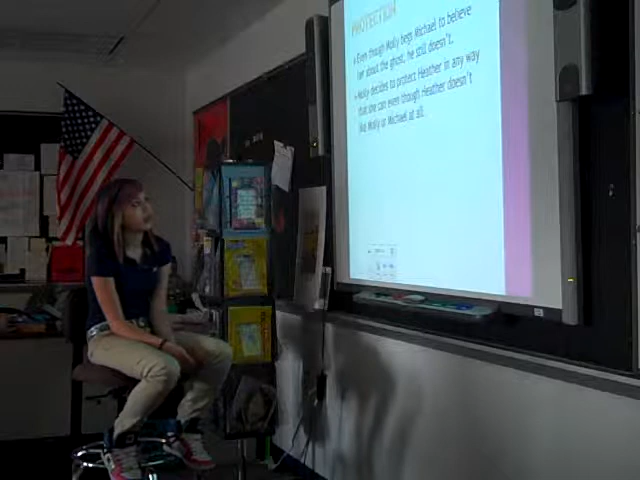 PROTECTION
Even though Molly begs Michael to believe
her about the ghost, he still doesn't.
Molly decides to protect Heather in any way
that she can even though Heather doesn't
like Molly or Michael at all.